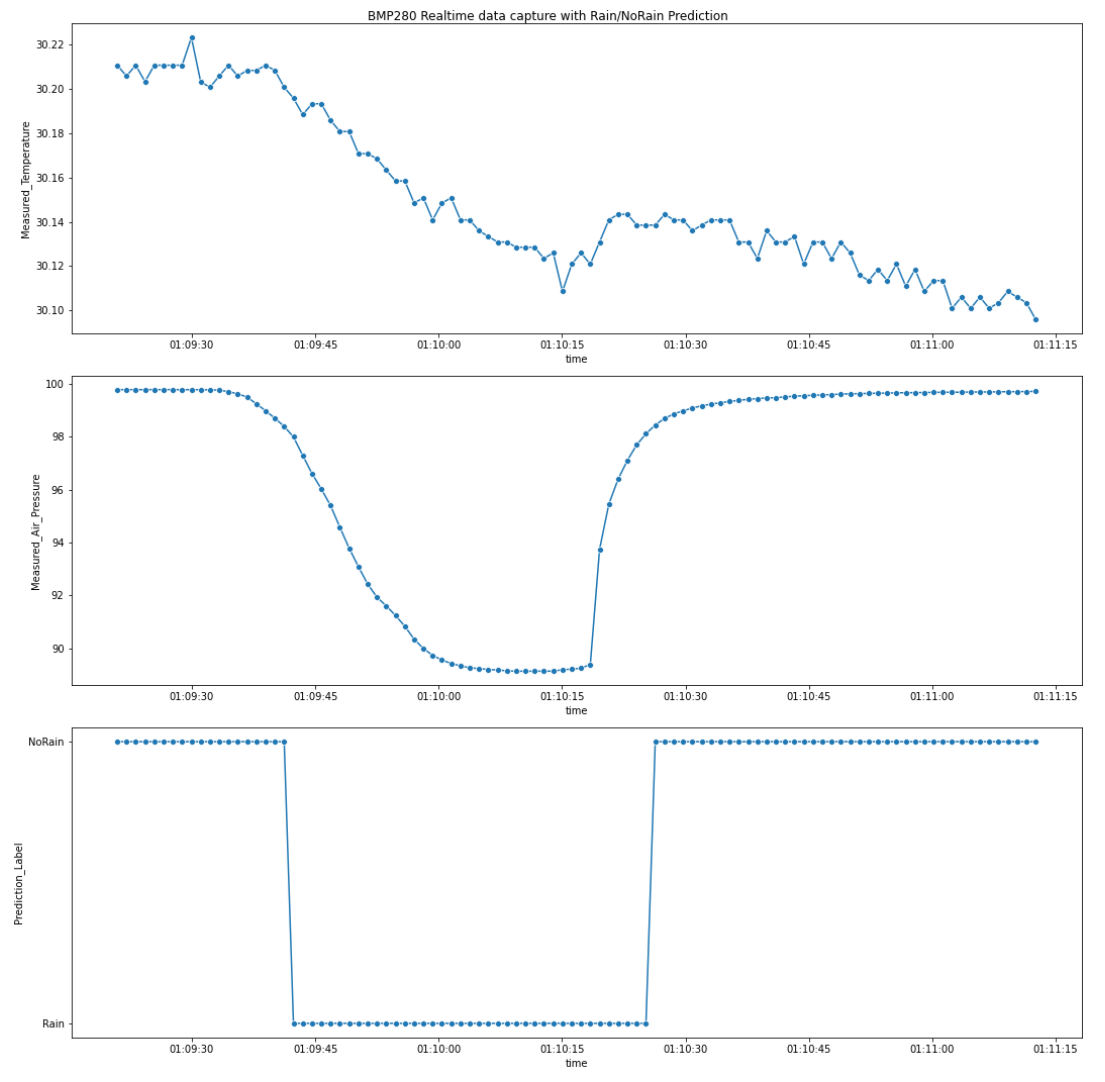 BMP280 Realtime data capture with Rain/NoRain Prediction
30.22
30.20
30.18
30.16
30.14
30.12
30.10
Measured_Temperature
01:09:30 01:09:45 01:10:00 01:10:15 01:10:30 01:10:45 01:11:00 01:11:15
time
100
98
96
94
92
90
Measured_Air_Pressure
01:09:30 01:09:45 01:10:00 01:10:15 01:10:30 01:10:45 01:11:00 01:11:15
time
NoRain
Rain
Prediction_Label
01:09:30 01:09:45 01:10:00 01:10:15 01:10:30 01:10:45 01:11:00 01:11:15
time